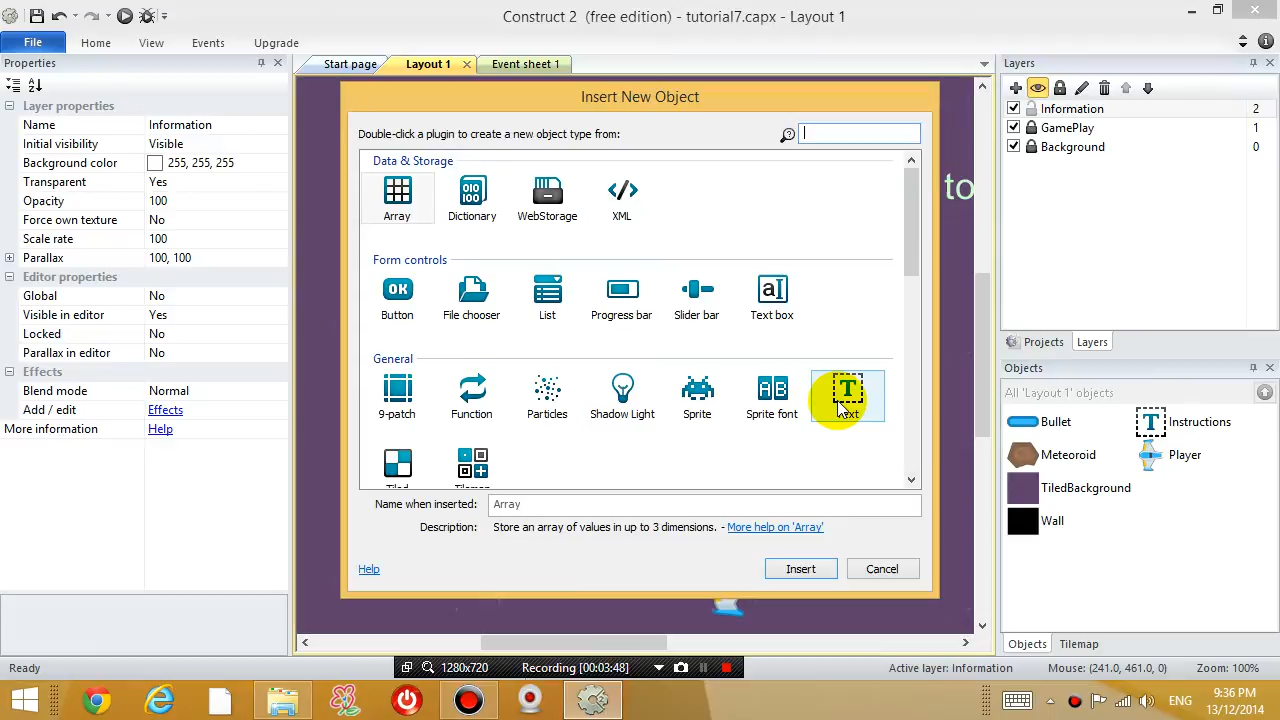 Construct 2 (free edition) - tutorial7.capx - Layout 1
File Home View Events Upgrade
Properties
Start page Layout 1 Event sheet 1
Layers
Layer properties
Name Information
Initial visibility Visible
Background color 255, 255, 255
Transparent Yes
Opacity 100
Force own texture No
Scale rate 100
Parallax 100, 100
Editor properties
Global No
Visible in editor Yes
Locked No
Parallax in editor No
Effects
Blend mode Normal
Add / edit Effects
More information Help
Insert New Object
Double-click a plugin to create a new object type from:
Data & Storage
Array Dictionary WebStorage XML
Form controls
Button File chooser List Progress bar Slider bar Text box
General
9-patch Function Particles Shadow Light Sprite Sprite font Text
Tiled Tilemap
Name when inserted: Array
Description: Store an array of values in up to 3 dimensions. - More help on 'Array'
Help Insert Cancel
to
Information 2
GamePlay 1
Background 0
Projects Layers
Objects
All 'Layout 1' objects
Bullet Instructions
Meteoroid Player
TiledBackground
Wall
Objects Tilemap
Ready 1280x720 Recording [00:03:48] Active layer: Information Mouse: (241.0, 461.0, 0) Zoom: 100%
ENG 9:36 PM
13/12/2014